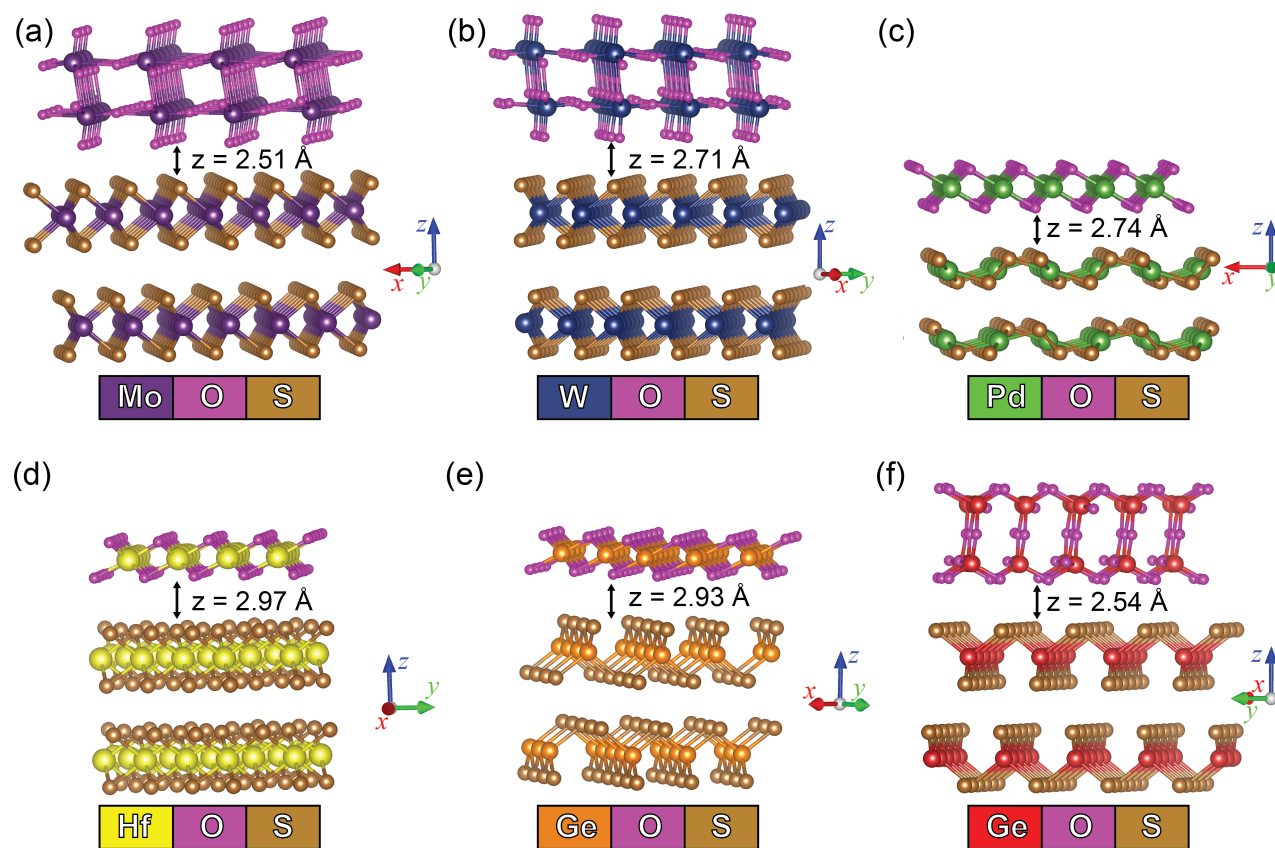 (a)
z = 2.51 Å
z
x
y
Mo O S
(b)
z = 2.71 Å
z
x
y
W O S
(c)
z = 2.74 Å
z
x
y
Pd O S
(d)
z = 2.97 Å
z
y
x
Hf O S
(e)
z = 2.93 Å
z
x
y
Ge O S
(f)
z = 2.54 Å
z
x
y
Ge O S